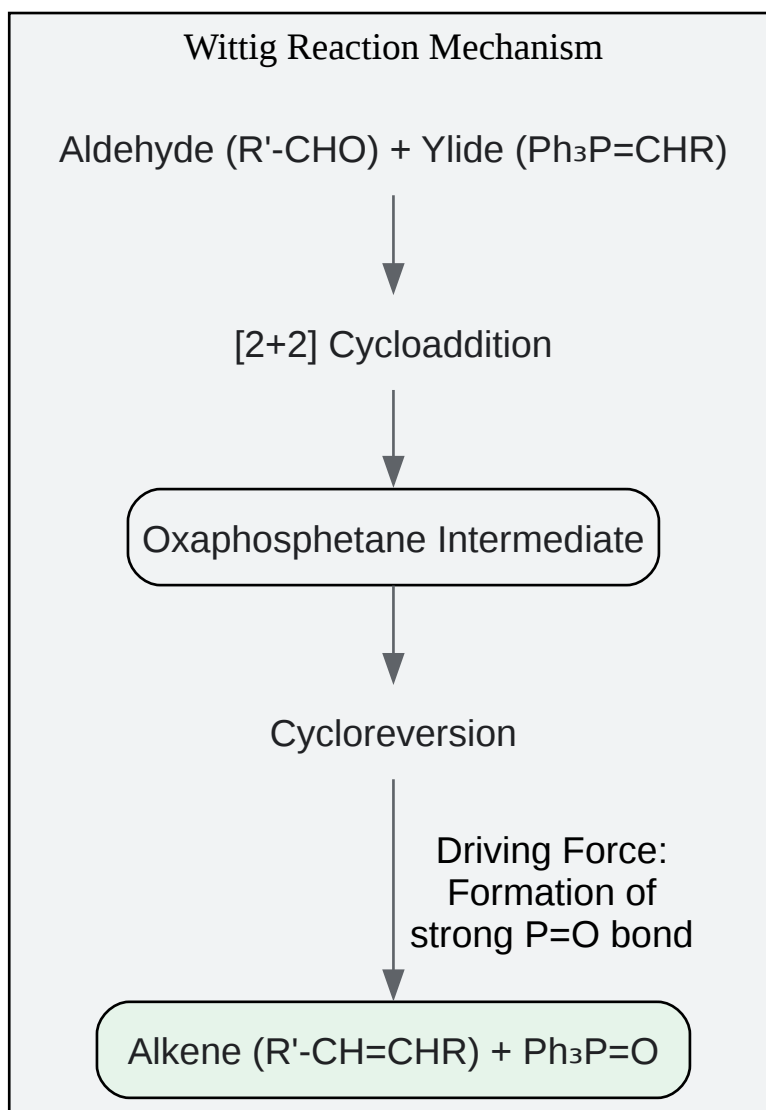 Wittig Reaction Mechanism
Aldehyde (R'-CHO) + Ylide (Ph₃P=CHR)
[2+2] Cycloaddition
Oxaphosphetane Intermediate
Cycloreversion
Driving Force:
Formation of
strong P=O bond
Alkene (R'-CH=CHR) + Ph₃P=O